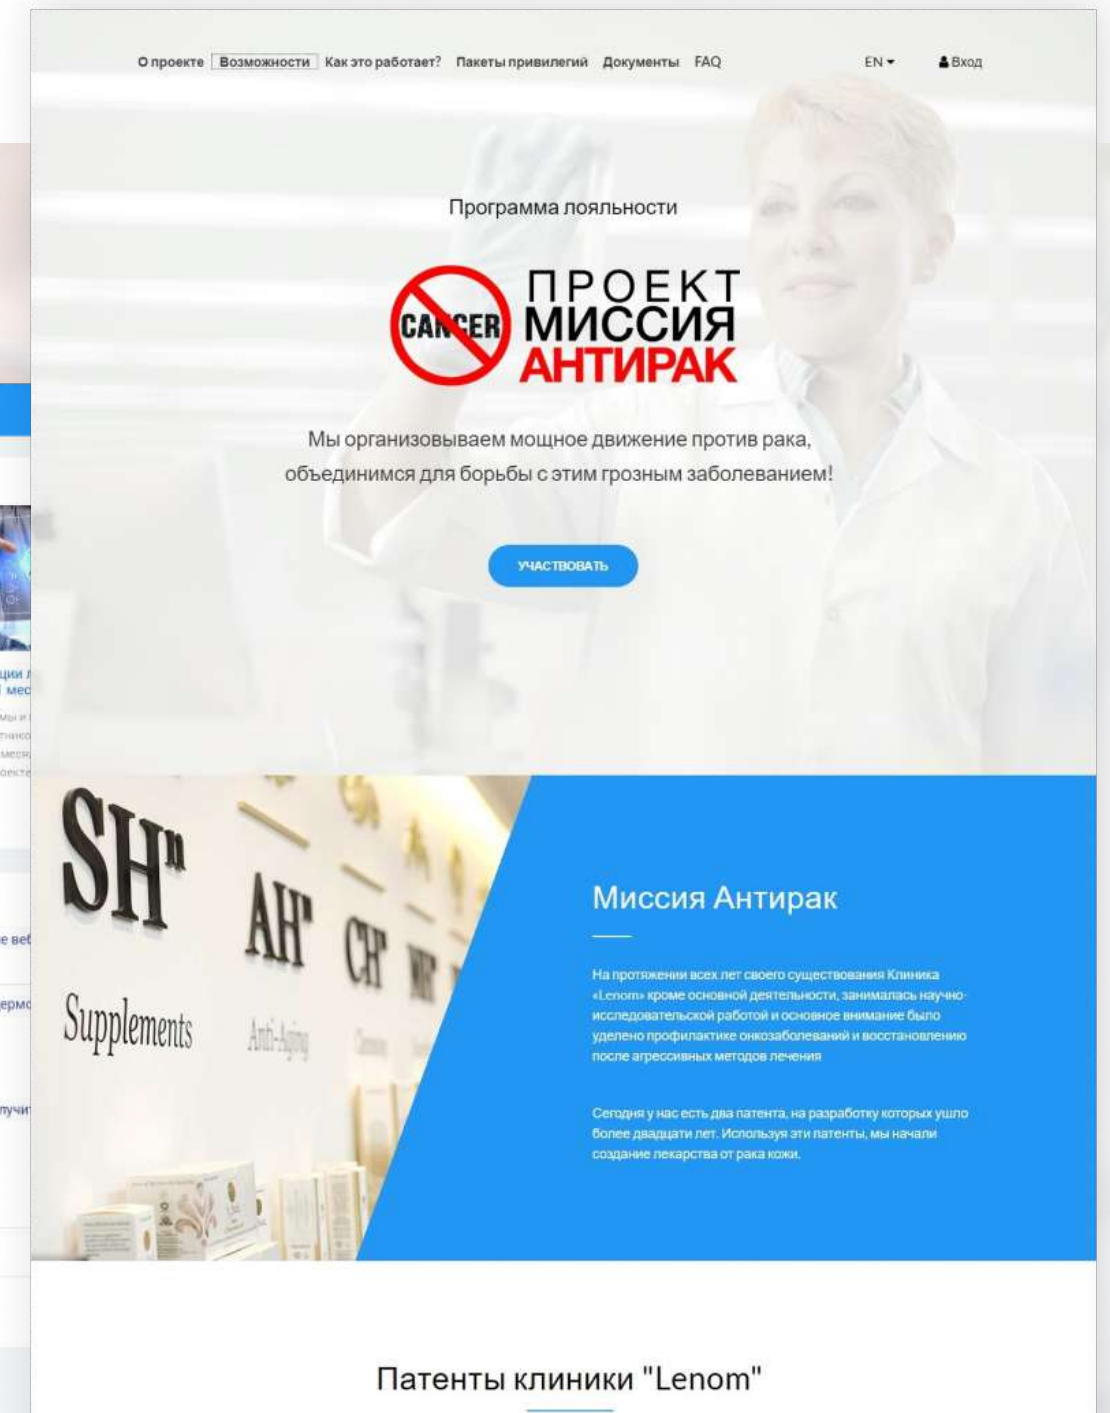 О проекте Возможности Как это работает? Пакеты привилегий Документы FAQ EN Вход
Программа лояльности
CANCER
ПРОЕКТ
МИССИЯ
АНТИРАК
Мы организовываем мощное движение против рака,
объединимся для борьбы с этим грозным заболеванием!
УЧАСТВОВАТЬ
SHⁿ
AHⁿ
CHⁿ
Supplements
Anti-Aging
Миссия Антирак
На протяжении всех лет своего существования Клиника
«Lenom» кроме основной деятельности, занималась научно-
исследовательской работой и основное внимание было
уделено профилактике онкозаболеваний и восстановлению
после агрессивных методов лечения
Сегодня у нас есть два патента, на разработку которых ушло
более двадцати лет. Используя эти патенты, мы начали
создание лекарства от рака кожи.
Патенты клиники "Lenom"